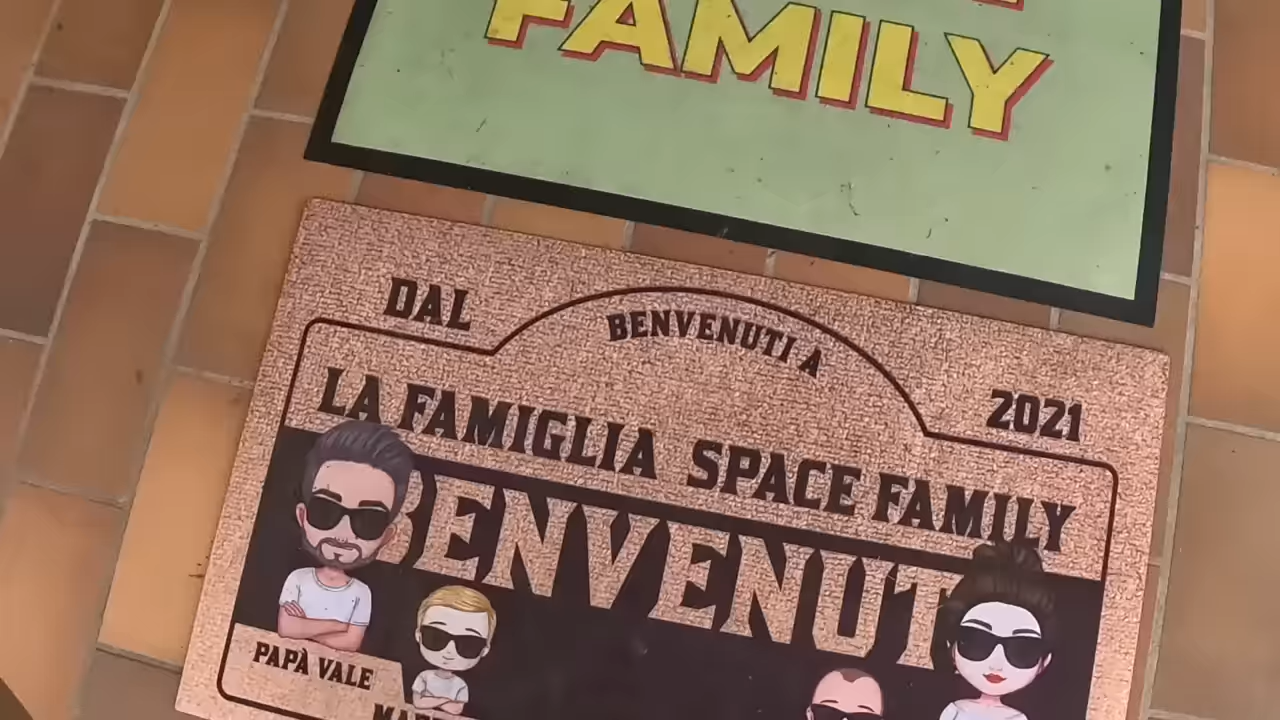 FAMILY
DAL
BENVENUTI A
2021
LA FAMIGLIA SPACE FAMILY
BENVENUT
PAPÀ VALE